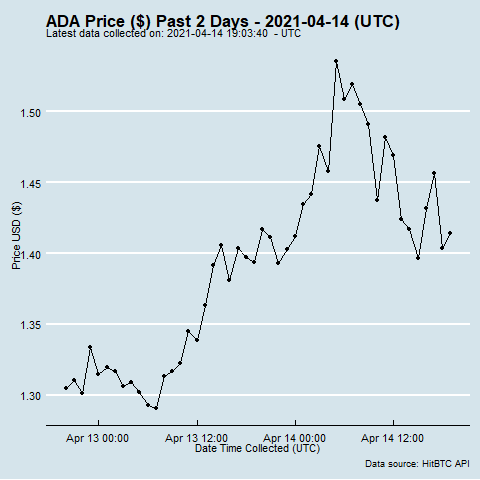 ADA Price ($) Past 2 Days - 2021-04-14 (UTC)
Latest data collected on: 2021-04-14 19:03:40 - UTC
1.50
1.45
1.40
1.35
1.30
Price USD ($)
Apr 13 00:00 Apr 13 12:00 Apr 14 00:00 Apr 14 12:00
Date Time Collected (UTC)
Data source: HitBTC API